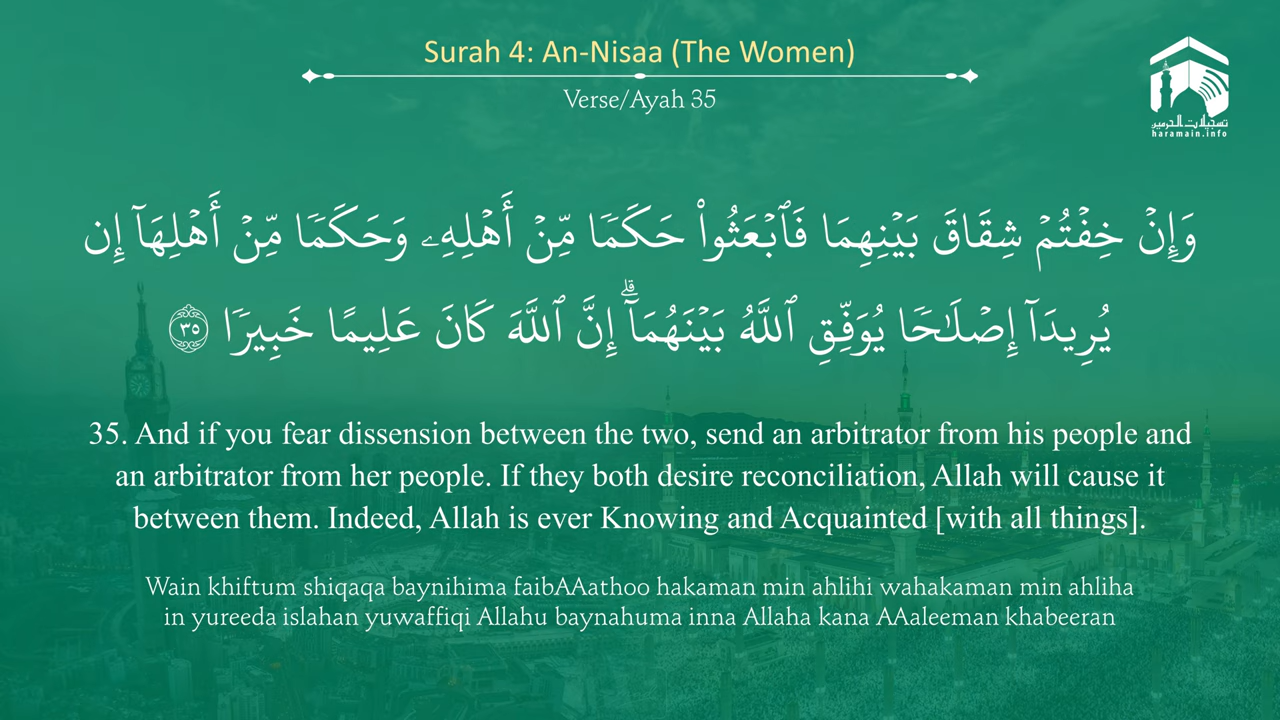 Surah 4: An-Nisaa (The Women)
Verse/Ayah 35
تسجيلات الحرمين
haramain.info
وَإِنۡ خِفۡتُمۡ شِقَاقَ بَيۡنِهِمَا فَٱبۡعَثُواْ حَكَمٗا مِّنۡ أَهۡلِهِۦ وَحَكَمٗا مِّنۡ أَهۡلِهَآ إِن
يُرِيدَآ إِصۡلَٰحٗا يُوَفِّقِ ٱللَّهُ بَيۡنَهُمَآۗ إِنَّ ٱللَّهَ كَانَ عَلِيمًا خَبِيرٗا ٣٥
35. And if you fear dissension between the two, send an arbitrator from his people and
an arbitrator from her people. If they both desire reconciliation, Allah will cause it
between them. Indeed, Allah is ever Knowing and Acquainted [with all things].
Wain khiftum shiqaqa baynihima faibAAathoo hakaman min ahlihi wahakaman min ahliha
in yureeda islahan yuwaffiqi Allahu baynahuma inna Allaha kana AAaleeman khabeeran